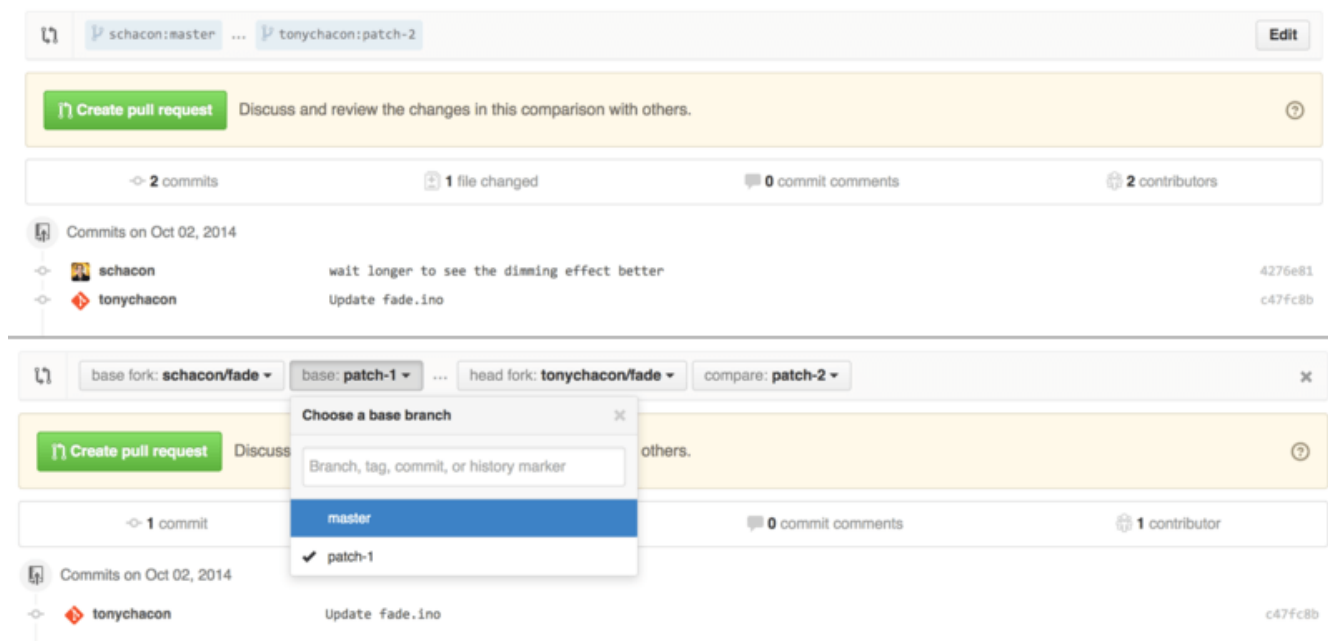 schacon:master ... tonychacon:patch-2 Edit
Create pull request Discuss and review the changes in this comparison with others.
2 commits 1 file changed 0 commit comments 2 contributors
Commits on Oct 02, 2014
schacon wait longer to see the dimming effect better 4276e81
tonychacon Update fade.ino c47fc8b
base fork: schacon/fade base: patch-1 ... head fork: tonychacon/fade compare: patch-2
Choose a base branch
Create pull request Discuss others.
Branch, tag, commit, or history marker
master
1 commit 0 commit comments 1 contributor
patch-1
Commits on Oct 02, 2014
tonychacon Update fade.ino c47fc8b